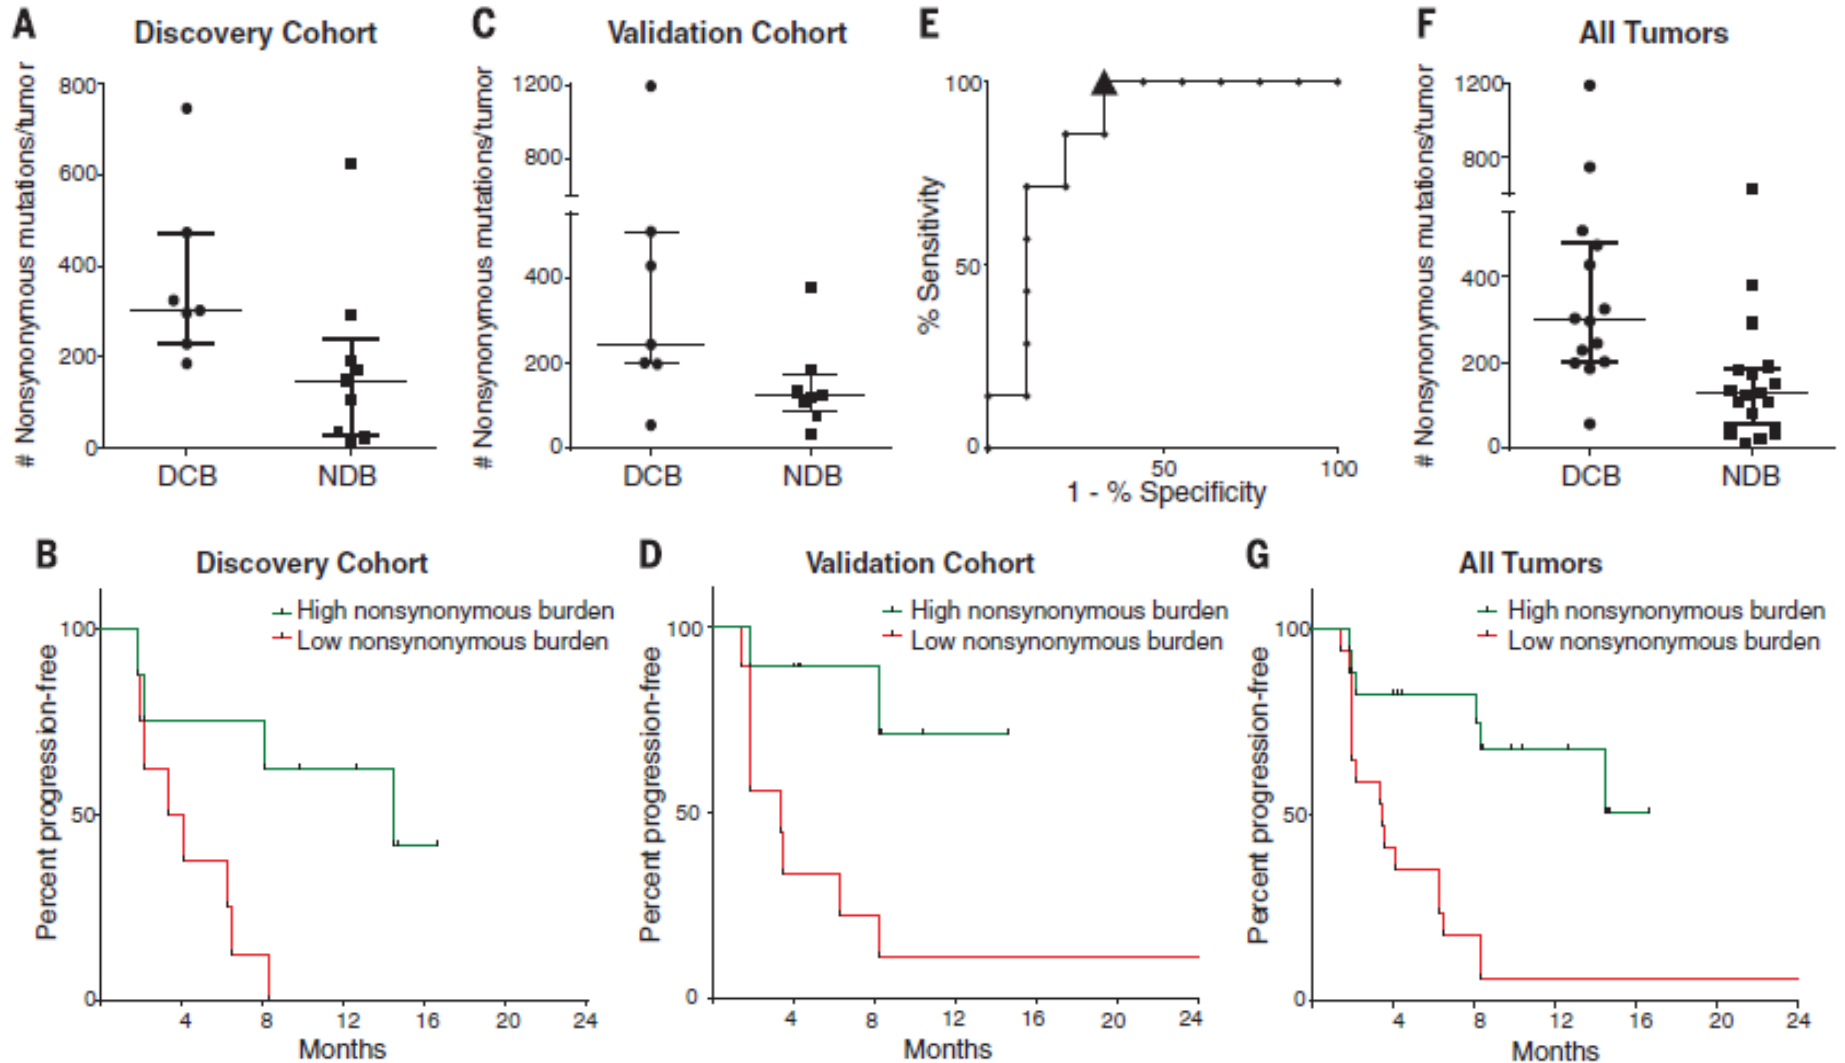 A
Discovery Cohort
# Nonsynonymous mutations/tumor
800
600
400
200
0
DCB
NDB
C
Validation Cohort
# Nonsynonymous mutations/tumor
1200
800
400
200
0
DCB
NDB
E
% Sensitivity
100
50
0
50
100
1 - % Specificity
F
All Tumors
# Nonsynonymous mutations/tumor
1200
800
400
200
0
DCB
NDB
B
Discovery Cohort
High nonsynonymous burden
Low nonsynonymous burden
Percent progression-free
100
50
0
4
8
12
16
20
24
Months
D
Validation Cohort
High nonsynonymous burden
Low nonsynonymous burden
Percent progression-free
100
50
0
4
8
12
16
20
24
Months
G
All Tumors
High nonsynonymous burden
Low nonsynonymous burden
Percent progression-free
100
50
0
4
8
12
16
20
24
Months